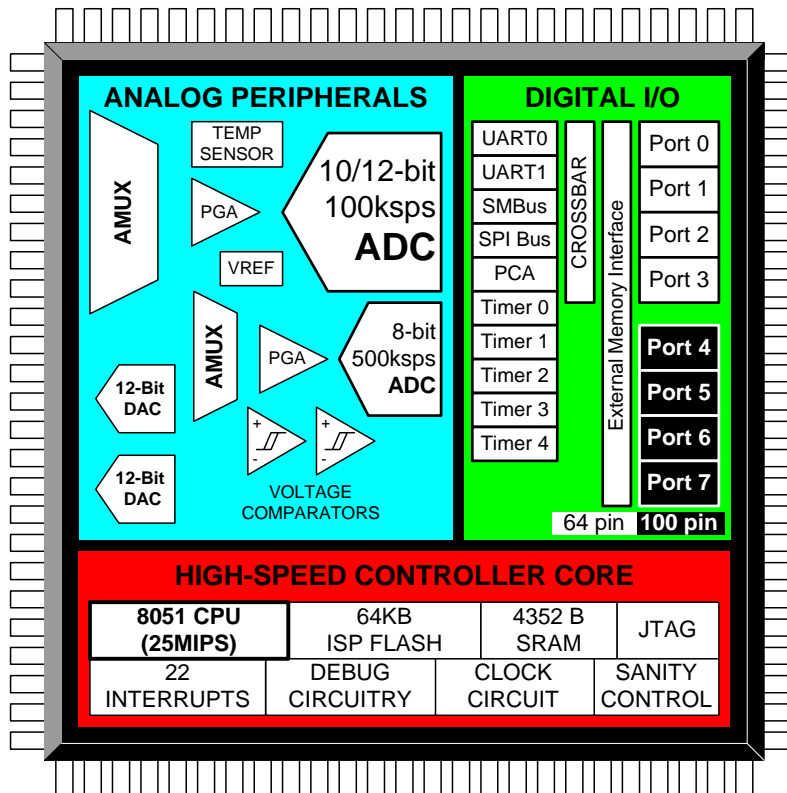 ANALOG PERIPHERALS
AMUX
TEMP
SENSOR
PGA
VREF
10/12-bit
100ksps
ADC
AMUX
PGA
8-bit
500ksps
ADC
12-Bit
DAC
12-Bit
DAC
+
-
+
-
VOLTAGE
COMPARATORS
DIGITAL I/O
UART0
UART1
SMBus
SPI Bus
PCA
Timer 0
Timer 1
Timer 2
Timer 3
Timer 4
CROSSBAR
External Memory Interface
Port 0
Port 1
Port 2
Port 3
Port 4
Port 5
Port 6
Port 7
64 pin 100 pin
HIGH-SPEED CONTROLLER CORE
8051 CPU
(25MIPS)
64KB
ISP FLASH
4352 B
SRAM
JTAG
22
INTERRUPTS
DEBUG
CIRCUITRY
CLOCK
CIRCUIT
SANITY
CONTROL